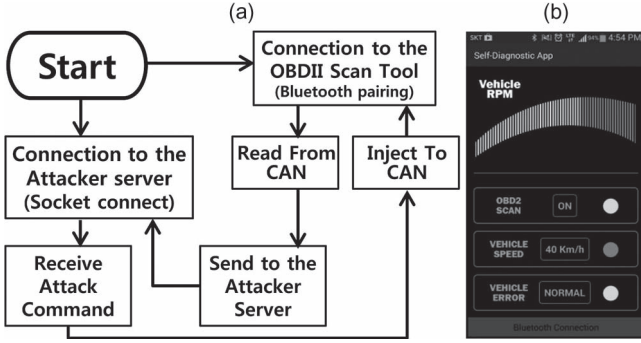 (a)
Start
Connection to the
OBDII Scan Tool
(Bluetooth pairing)
Connection to the
Attacker server
(Socket connect)
Read From
CAN
Inject To
CAN
Receive
Attack
Command
Send to the
Attacker
Server
(b)
SKT 94% 4:54 PM
Self-Diagnostic App
Vehicle
RPM
OBD2
SCAN
ON
VEHICLE
SPEED
40 Km/h
VEHICLE
ERROR
NORMAL
Bluetooth Connection